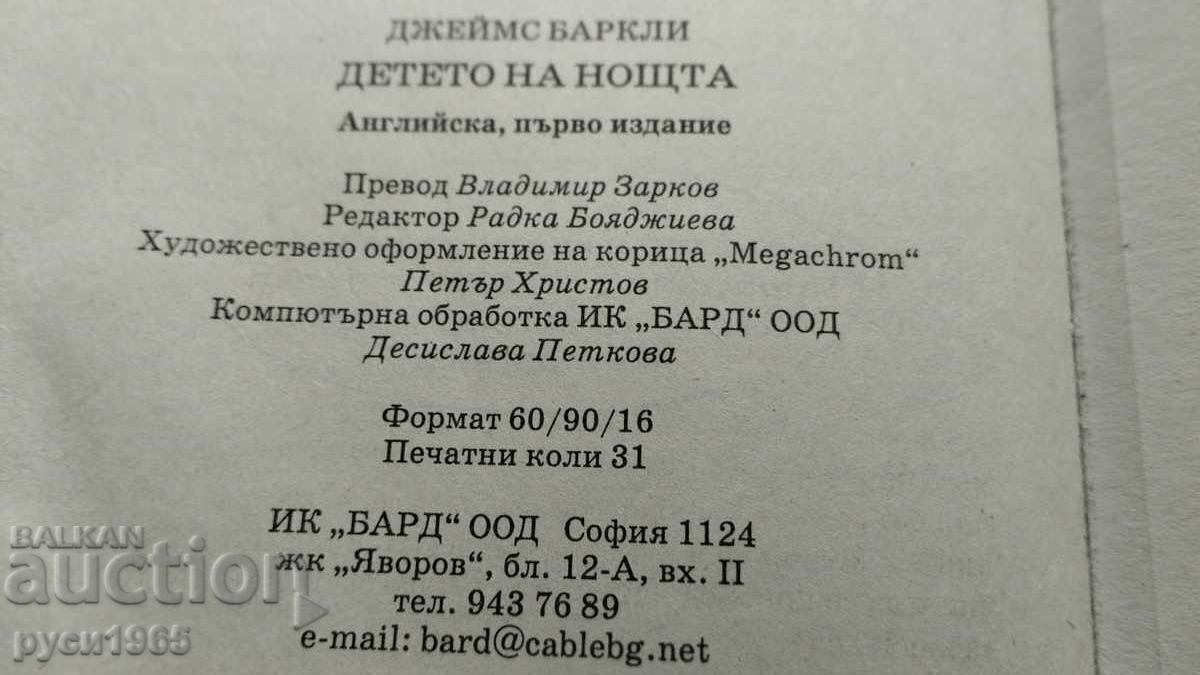 ДЖЕЙМС БАРКЛИ
ДЕТЕТО НА НОЩТА
Английска, първо издание
Превод Владимир Зарков
Редактор Радка Бояджиева
Художествено оформление на корица „Megachrom“
Петър Христов
Компютърна обработка ИК „БАРД“ ООД
Десислава Петкова
Формат 60/90/16
Печатни коли 31
ИК „БАРД“ ООД София 1124
жк „Яворов“, бл. 12-А, вх. II
тел. 943 76 89
e-mail: bard@cablebg.net
BALKAN
auction
руси1965